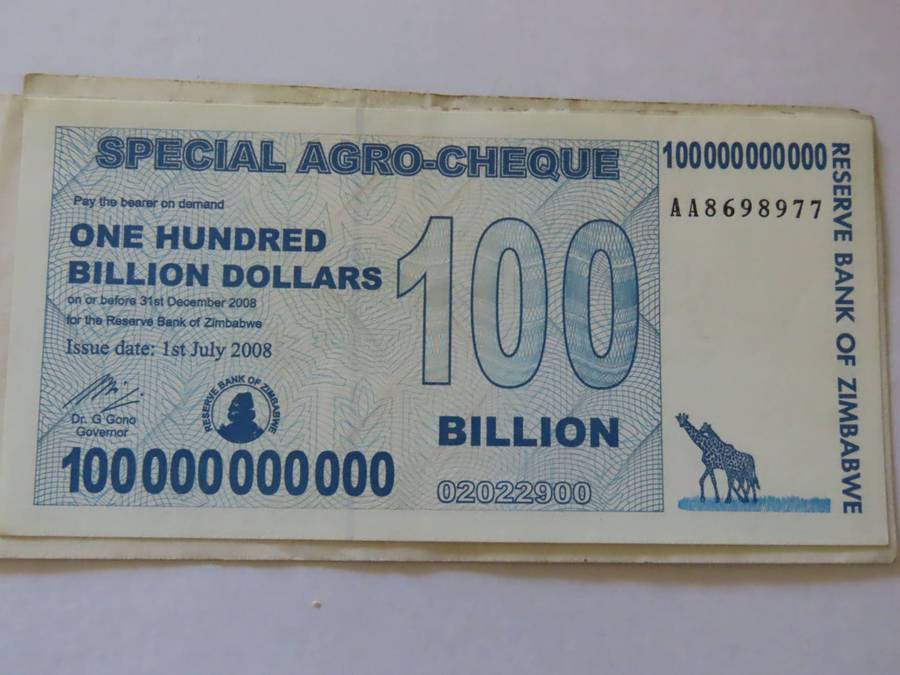 SPECIAL AGRO-CHEQUE
100000000000
AA8698977
Pay the bearer on demand
ONE HUNDRED
BILLION DOLLARS
on or before 31st December 2008
for the Reserve Bank of Zimbabwe
Issue date: 1st July 2008
100
BILLION
Dr. G Gono
Governor
RESERVE BANK OF ZIMBABWE
100000000000
02022900
RESERVE BANK OF ZIMBABWE